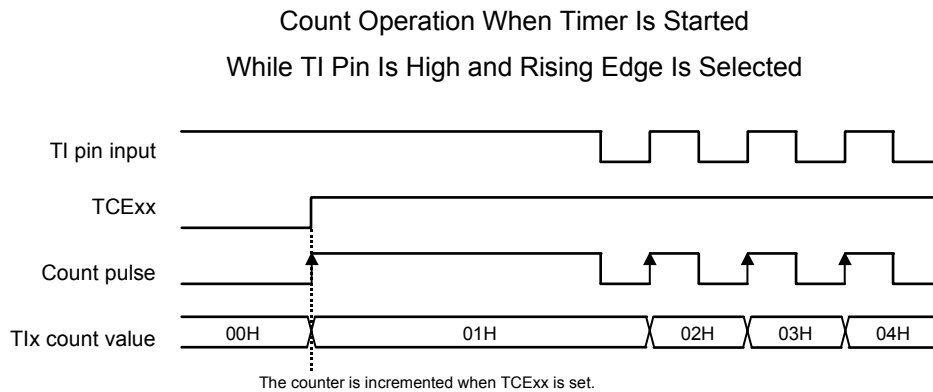 Count Operation When Timer Is Started
While TI Pin Is High and Rising Edge Is Selected
TI pin input
TCExx
Count pulse
TIx count value
00H
01H
02H
03H
04H
The counter is incremented when TCExx is set.